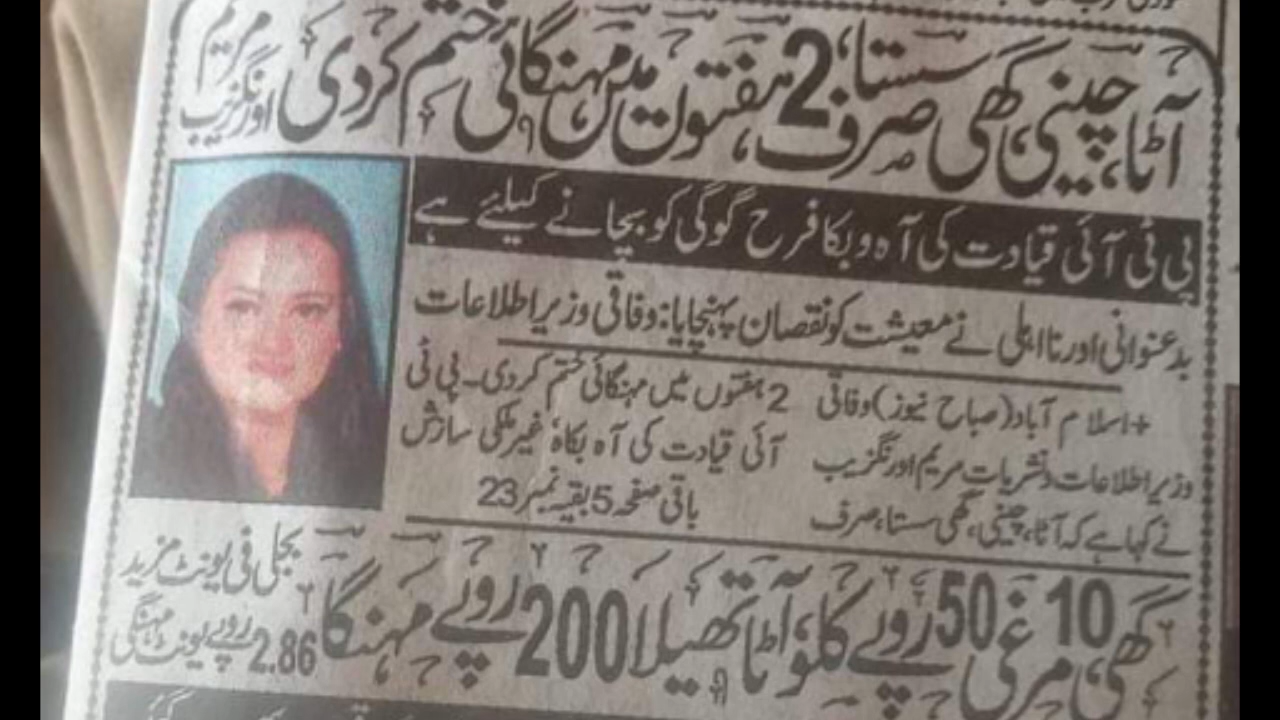 آٹا، چینی، گھی سستا، صرف 2 ہفتوں میں مہنگائی ختم کر دی مریم اورنگزیب
پی ٹی آئی قیادت کی آہ و بکا فرح گوگی کو بچانے کیلئے ہے
بدعنوانی اور نااہلی نے معیشت کو نقصان پہنچایا: وفاقی وزیر اطلاعات
+اسلام آباد (صباح نیوز) وفاقی
وزیر اطلاعات و نشریات مریم اورنگزیب
نے کہا ہے کہ آٹا، چینی، گھی سستا، صرف
2 ہفتوں میں مہنگائی ختم کر دی۔ پی ٹی
آئی قیادت کی آہ بکاہ، غیر ملکی سازش
باقی صفحہ 5 بقیہ نمبر 23
گھی 10، مرغی 50 روپے کلو، آٹا تھیلا 200 روپے مہنگا
بجلی فی یونٹ مزید
2.86 روپے یونٹ مہنگی